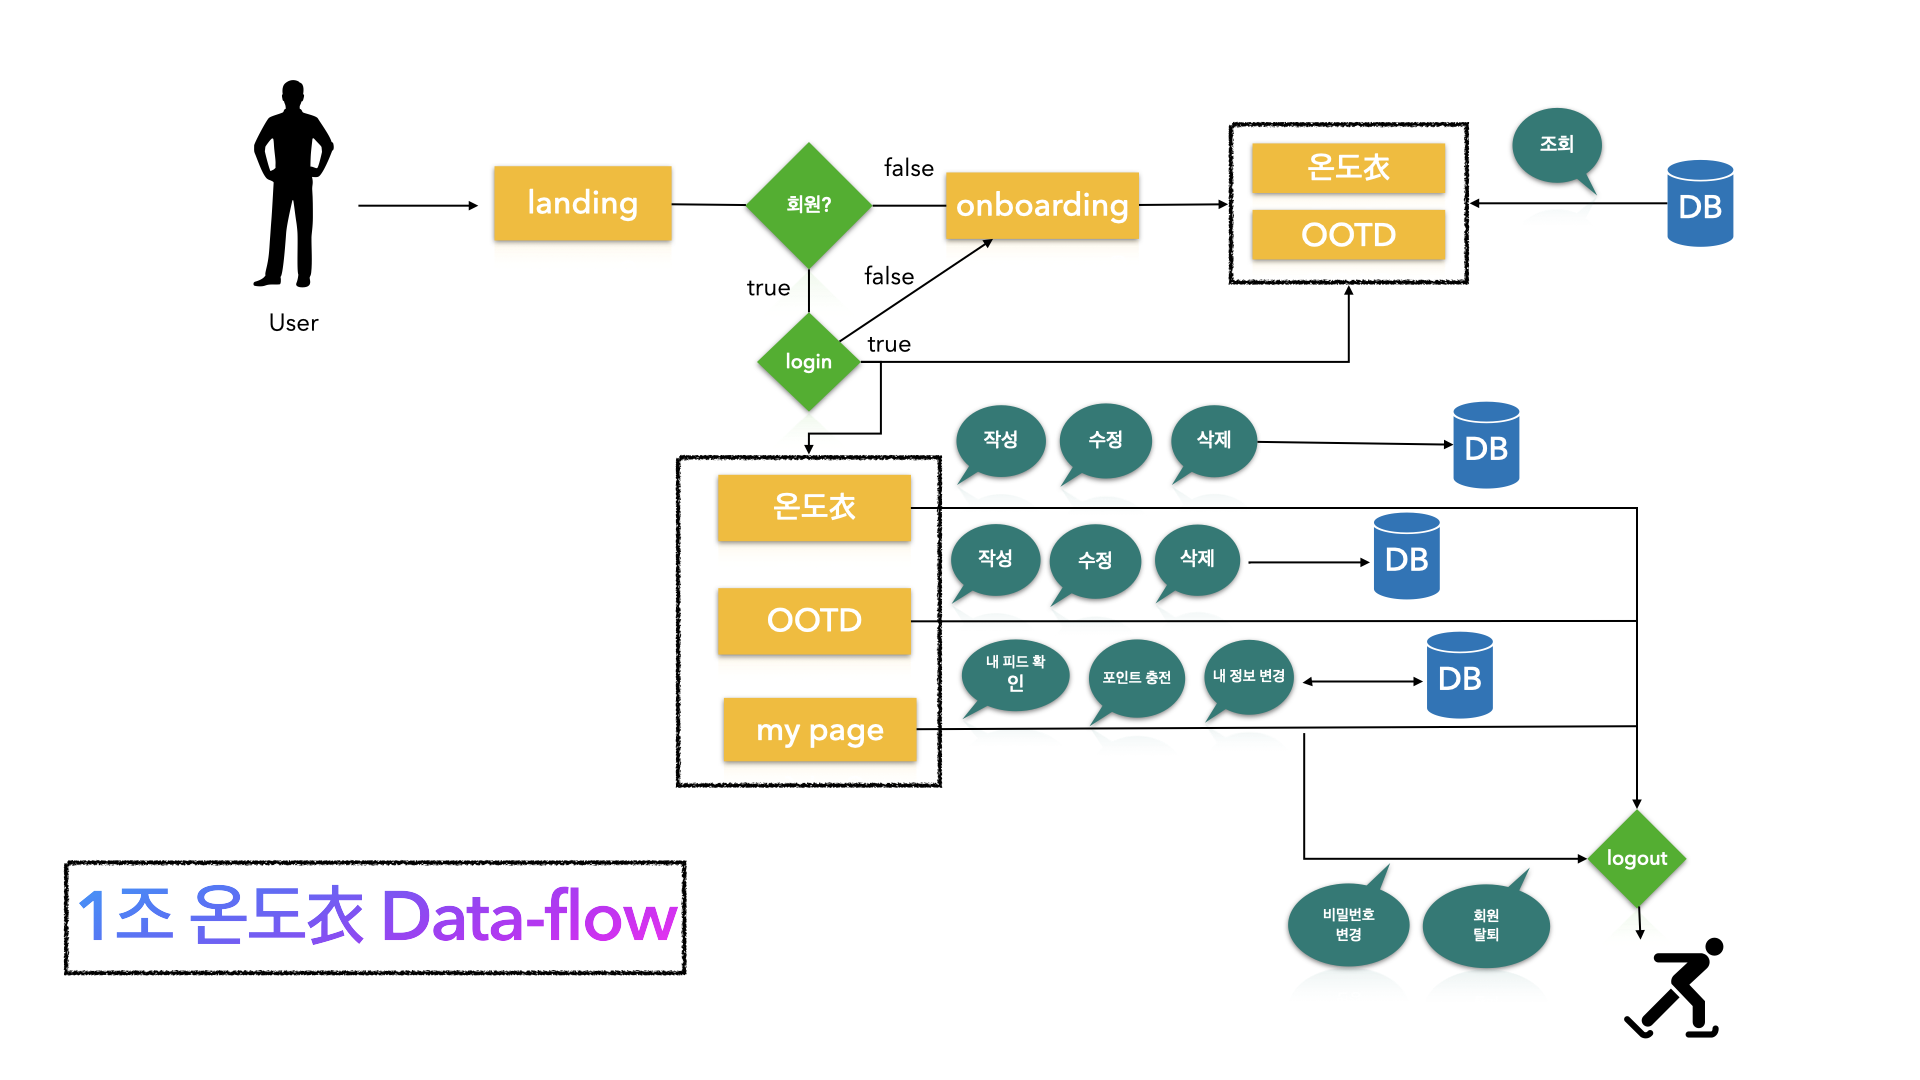 User
landing
회원?
false
true
onboarding
false
login
true
온도衣
OOTD
조회
DB
작성
수정
삭제
DB
온도衣
작성
수정
삭제
DB
OOTD
내 피드 확
인
포인트 충전
내 정보 변경
DB
my page
logout
비밀번호
변경
회원
탈퇴
1조 온도衣 Data-flow